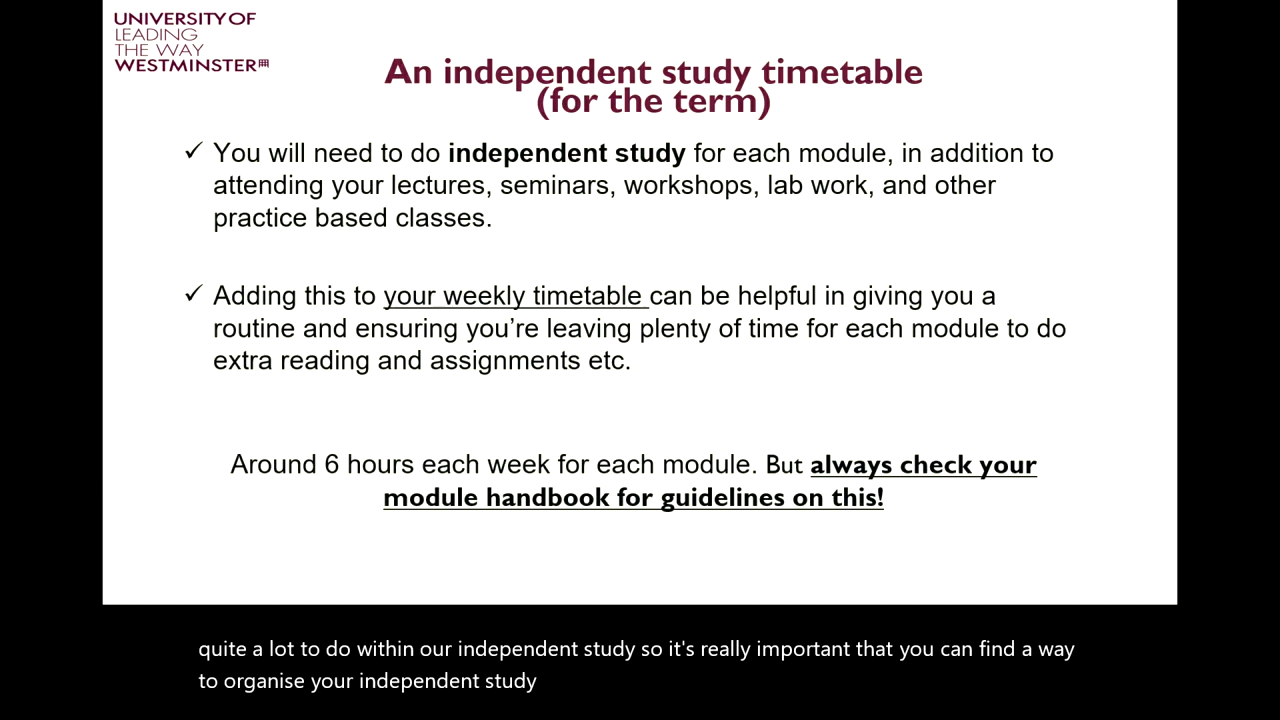 UNIVERSITY OF
LEADING
THE WAY
WESTMINSTER
An independent study timetable
(for the term)
✓ You will need to do independent study for each module, in addition to
attending your lectures, seminars, workshops, lab work, and other
practice based classes.
✓ Adding this to your weekly timetable can be helpful in giving you a
routine and ensuring you’re leaving plenty of time for each module to do
extra reading and assignments etc.
Around 6 hours each week for each module. But always check your
module handbook for guidelines on this!
quite a lot to do within our independent study so it's really important that you can find a way
to organise your independent study